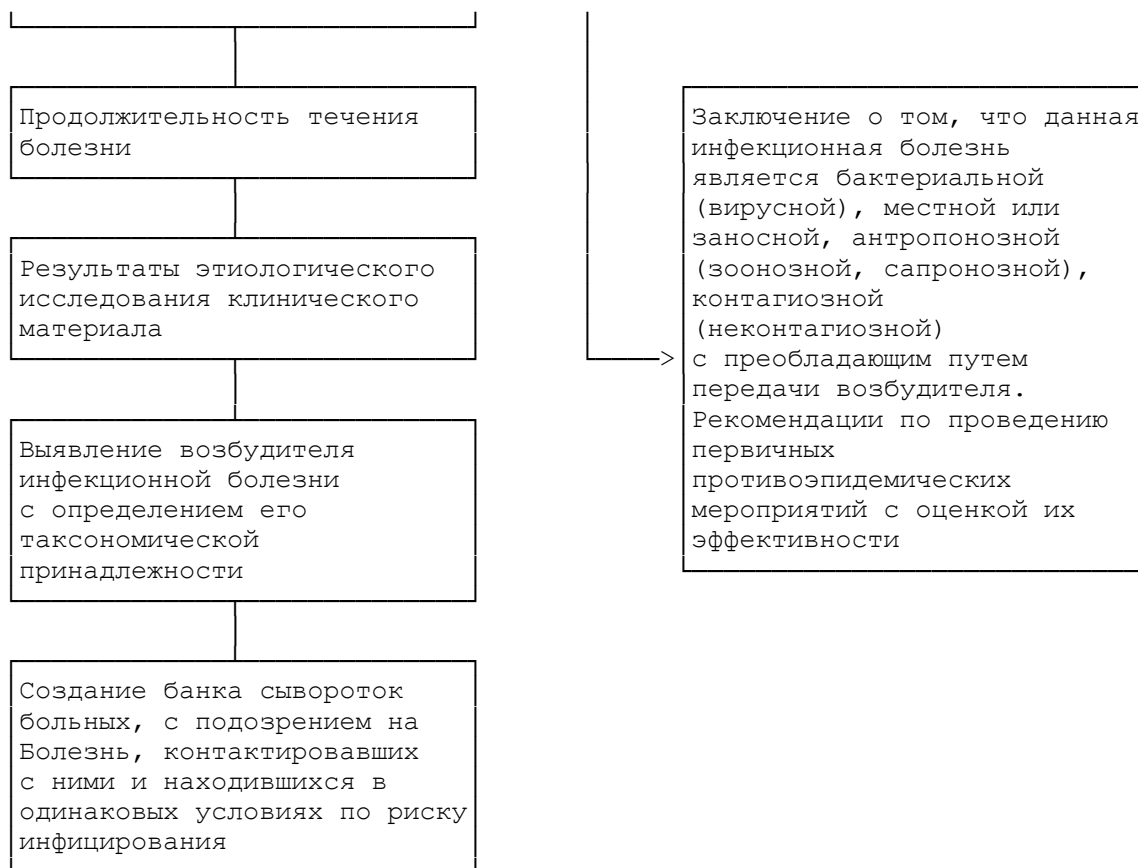 Продолжительность течения
болезни
Результаты этиологического
исследования клинического
материала
Выявление возбудителя
инфекционной болезни
с определением его
таксономической
принадлежности
Создание банка сывороток
больных, с подозрением на
Болезнь, контактировавших
с ними и находившихся в
одинаковых условиях по риску
инфицирования
Заключение о том, что данная
инфекционная болезнь
является бактериальной
(вирусной), местной или
заносной, антропонозной
(зоонозной, сапронозной),
контагиозной
(неконтагиозной)
с преобладающим путем
передачи возбудителя.
Рекомендации по проведению
первичных
противоэпидемических
мероприятий с оценкой их
эффективности